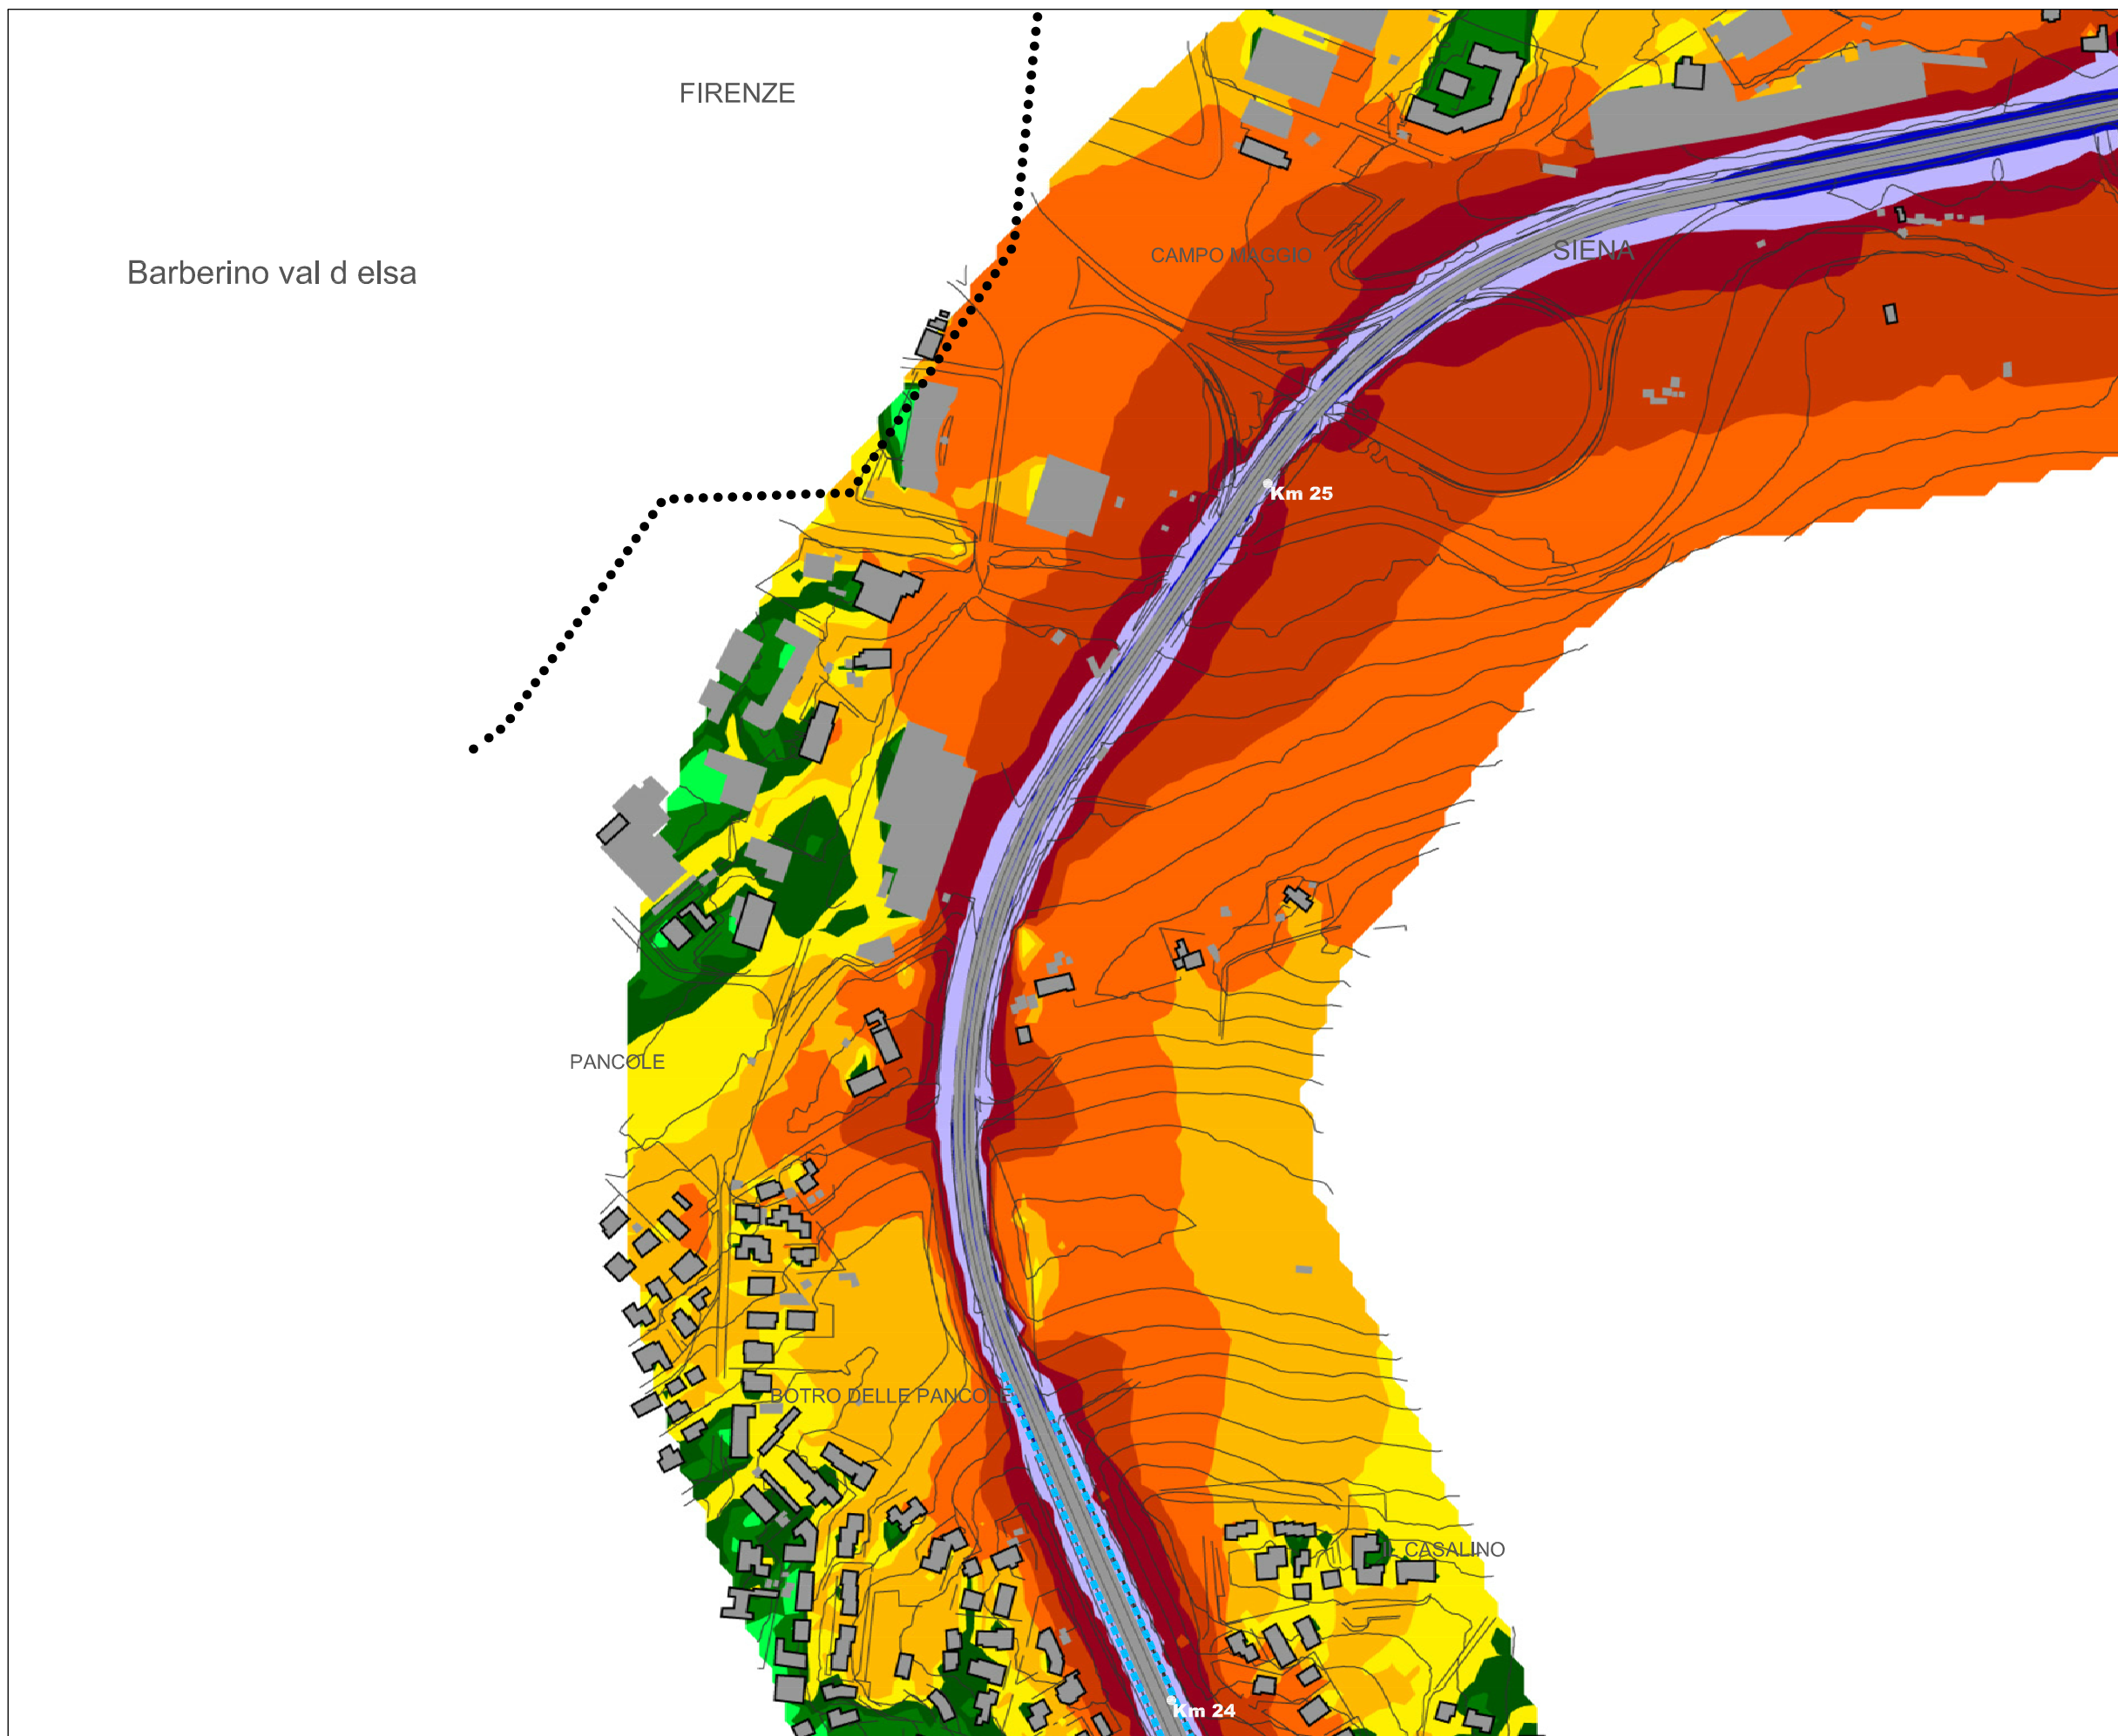 FIRENZE
Barberino val d elsa
CAMPO MAGGIO
SIENA
Km 25
PANCOLE
BOTRO DELLE PANCOLE
CASALINO
Km 24